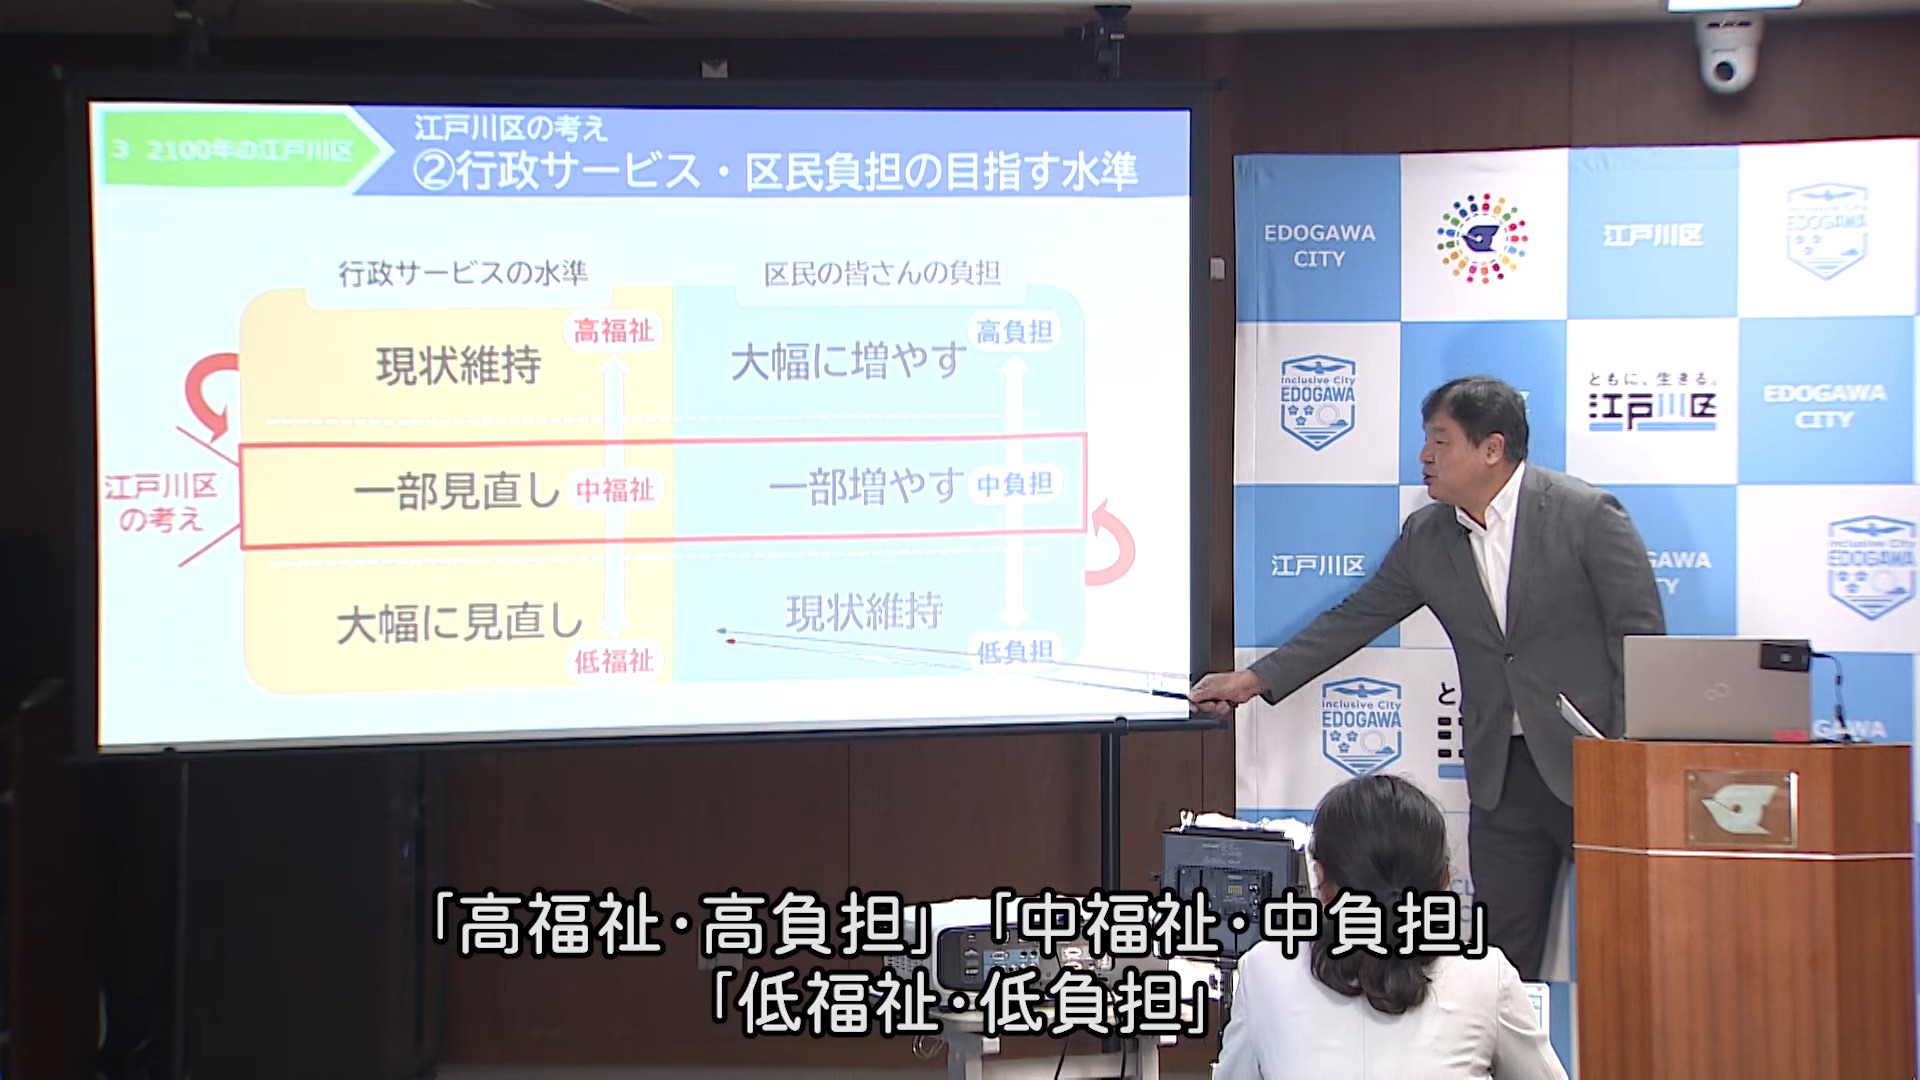 3 2100年の江戸川区
江戸川区の考え
②行政サービス・区民負担の目指す水準
行政サービスの水準
区民の皆さんの負担
現状維持
高福祉
大幅に増やす
高負担
江戸川区
の考え
一部見直し
中福祉
一部増やす
中負担
大幅に見直し
低福祉
現状維持
低負担
EDOGAWA
CITY
江戸川区
Inclusive City
EDOGAWA
Inclusive City
EDOGAWA
ともに、生きる。
江戸川区
EDOGAWA
CITY
江戸川区
Inclusive City
EDOGAWA
Inclusive City
EDOGAWA
「高福祉・高負担」「中福祉・中負担」
「低福祉・低負担」